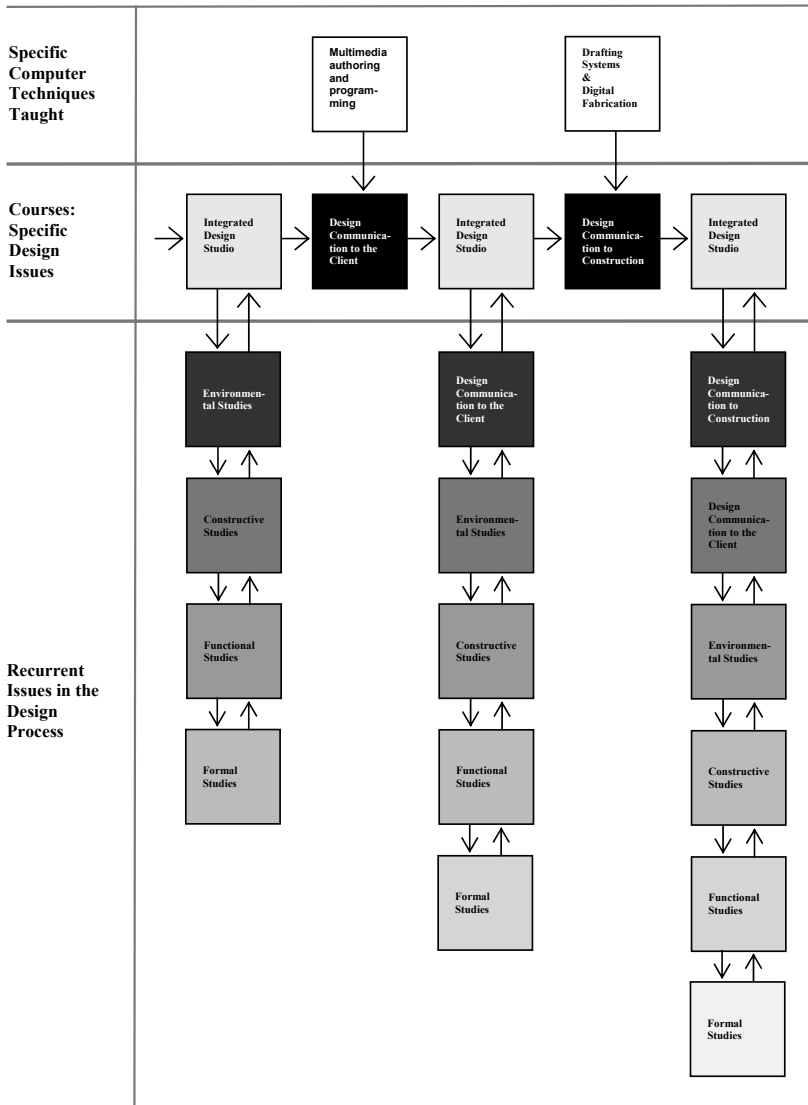 Specific
Computer
Techniques
Taught
Multimedia
authoring
and
program-
ming
Drafting
Systems
&
Digital
Fabrication
Courses:
Specific
Design
Issues
Integrated
Design
Studio
Design
Communica-
tion to the
Client
Integrated
Design
Studio
Design
Communica-
tion to
Construction
Integrated
Design
Studio
Recurrent
Issues in the
Design
Process
Environmen-
tal Studies
Constructive
Studies
Functional
Studies
Formal
Studies
Design
Communica-
tion to the
Client
Environmen-
tal Studies
Constructive
Studies
Functional
Studies
Formal
Studies
Design
Communica-
tion to
Construction
Design
Communica-
tion to the
Client
Environmen-
tal Studies
Constructive
Studies
Functional
Studies
Formal
Studies